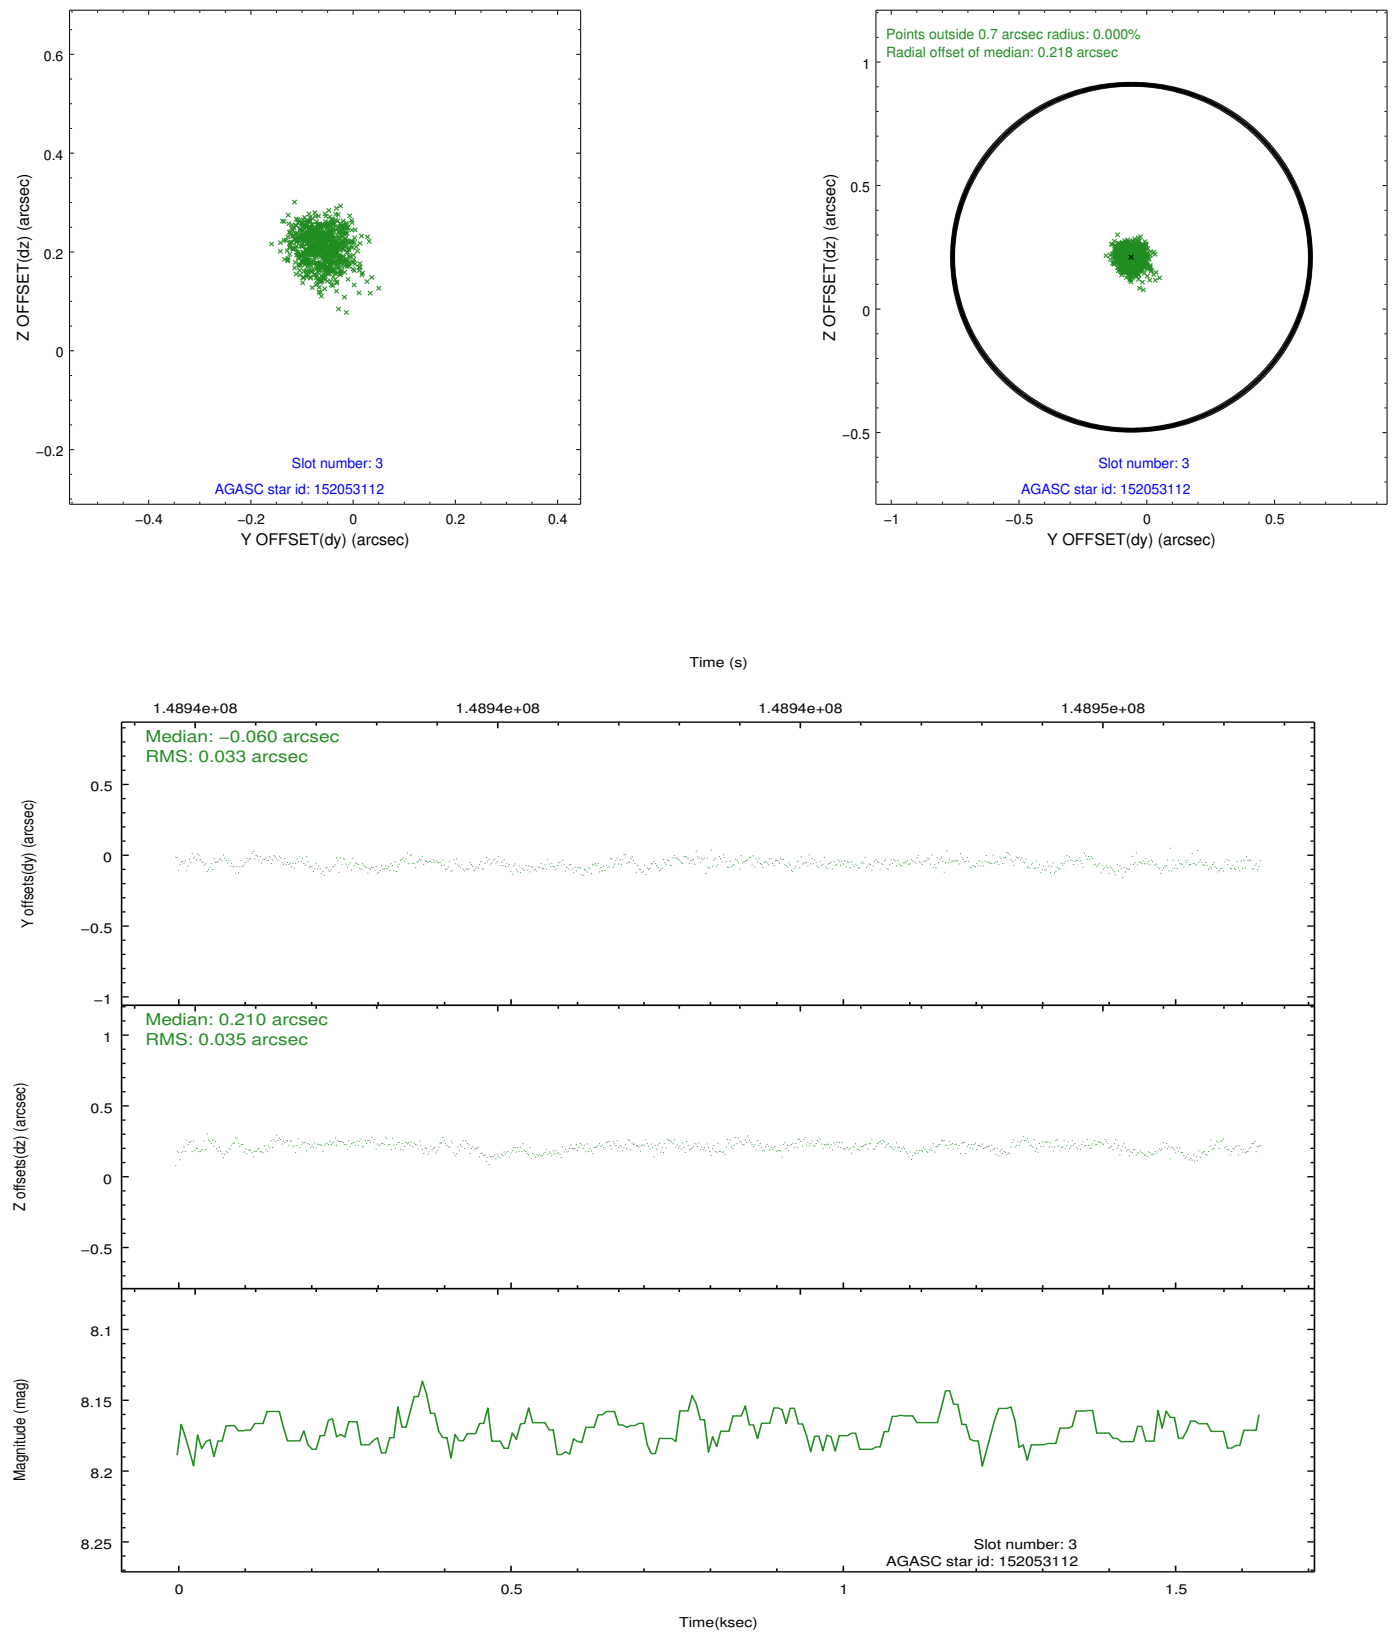 0.6
0.4
0.2
0
−0.2
−0.4
−0.2
0
0.2
0.4
Z OFFSET(dz) (arcsec)
Y OFFSET(dy) (arcsec)
Slot number: 3
AGASC star id: 152053112
Points outside 0.7 arcsec radius: 0.000%
Radial offset of median: 0.218 arcsec
1
0.5
0
−0.5
−1
−0.5
0
0.5
Z OFFSET(dz) (arcsec)
Y OFFSET(dy) (arcsec)
Slot number: 3
AGASC star id: 152053112
Time (s)
1.4894e+08
1.4894e+08
1.4894e+08
1.4895e+08
Median: −0.060 arcsec
RMS: 0.033 arcsec
0.5
0
−0.5
−1
Y offsets(dy) (arcsec)
Median: 0.210 arcsec
RMS: 0.035 arcsec
1
0.5
0
−0.5
Z offsets(dz) (arcsec)
8.1
8.15
8.2
8.25
Magnitude (mag)
Slot number: 3
AGASC star id: 152053112
0
0.5
1
1.5
Time(ksec)